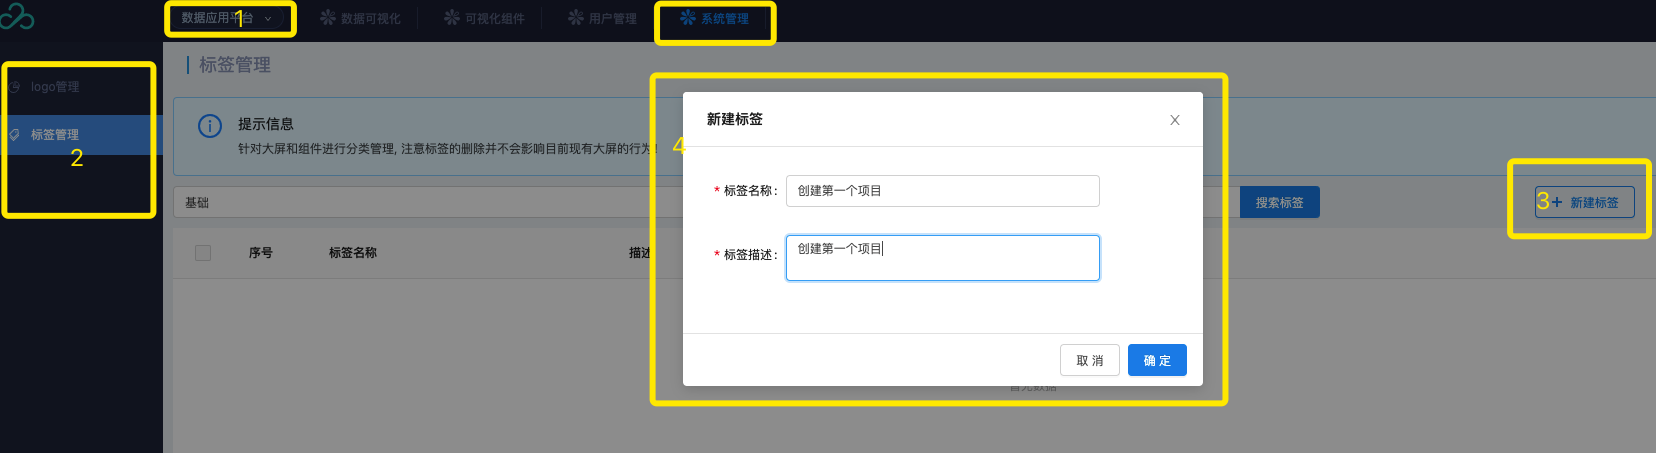 数据应用平台
1
数据可视化
可视化组件
用户管理
系统管理
logo管理
标签管理
2
标签管理
提示信息
针对大屏和组件进行分类管理, 注意标签的删除并不会影响目前现有大屏的行为!
基础
搜索标签
3
+ 新建标签
序号
标签名称
描述
4
新建标签
* 标签名称:
创建第一个项目
* 标签描述:
创建第一个项目
取 消
确 定
暂无数据